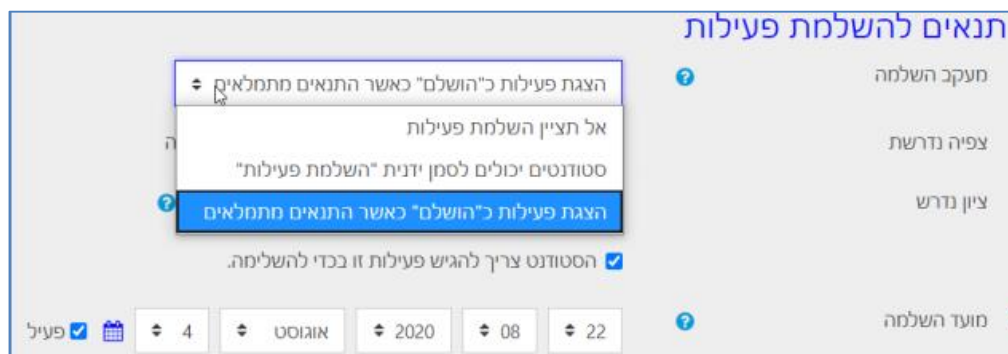 תנאים להשלמת פעילות
מעקב השלמה
הצגת פעילות כ"הושלם" כאשר התנאים מתמלאים
אל תציין השלמת פעילות
סטודנטים יכולים לסמן ידנית "השלמת פעילות"
הצגת פעילות כ"הושלם" כאשר התנאים מתמלאים
צפיה נדרשת
ציון נדרש
הסטודנט צריך להגיש פעילות זו בכדי להשלימה.
מועד השלמה
22 08 2020 אוגוסט 4 פעיל